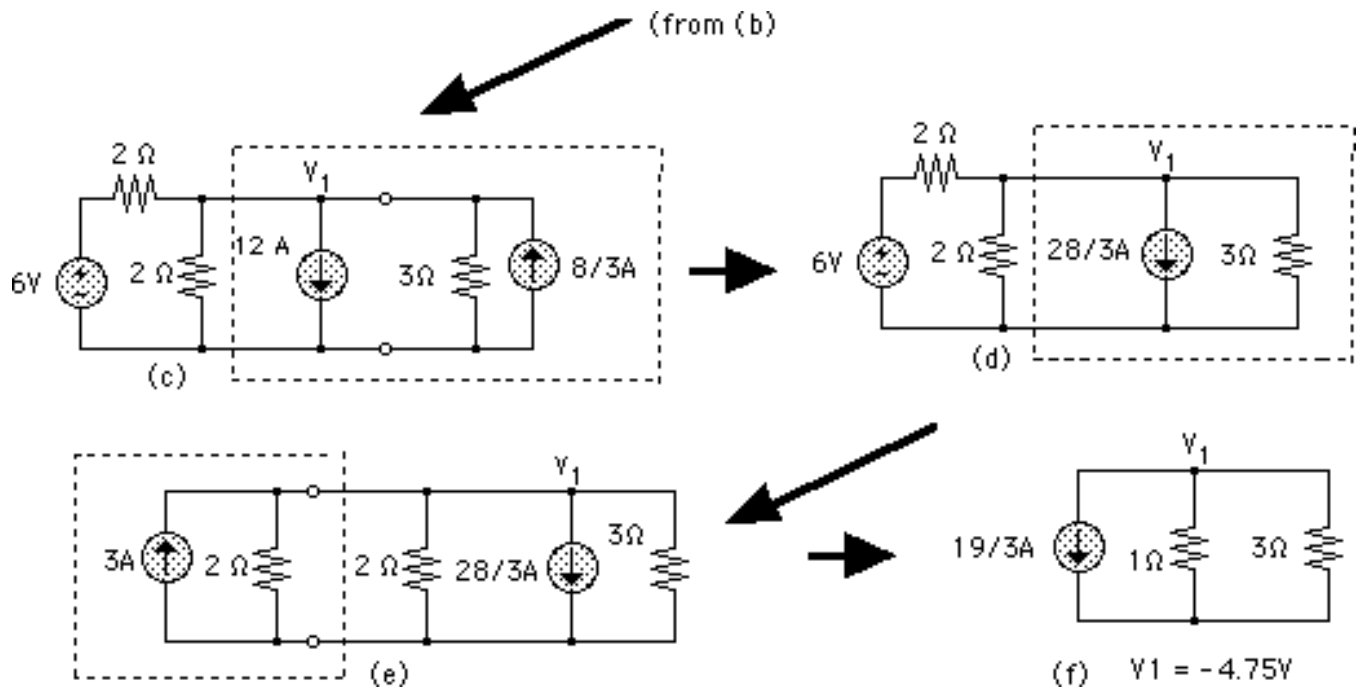 (from (b)
2 Ω
V1
12 A
2 Ω
6V
3Ω
8/3A
(c)
2 Ω
V1
6V
2 Ω
28/3A
3Ω
(d)
V1
3A
2 Ω
2 Ω
28/3A
3Ω
(e)
V1
19/3A
1Ω
3Ω
(f) V1 = -4.75V